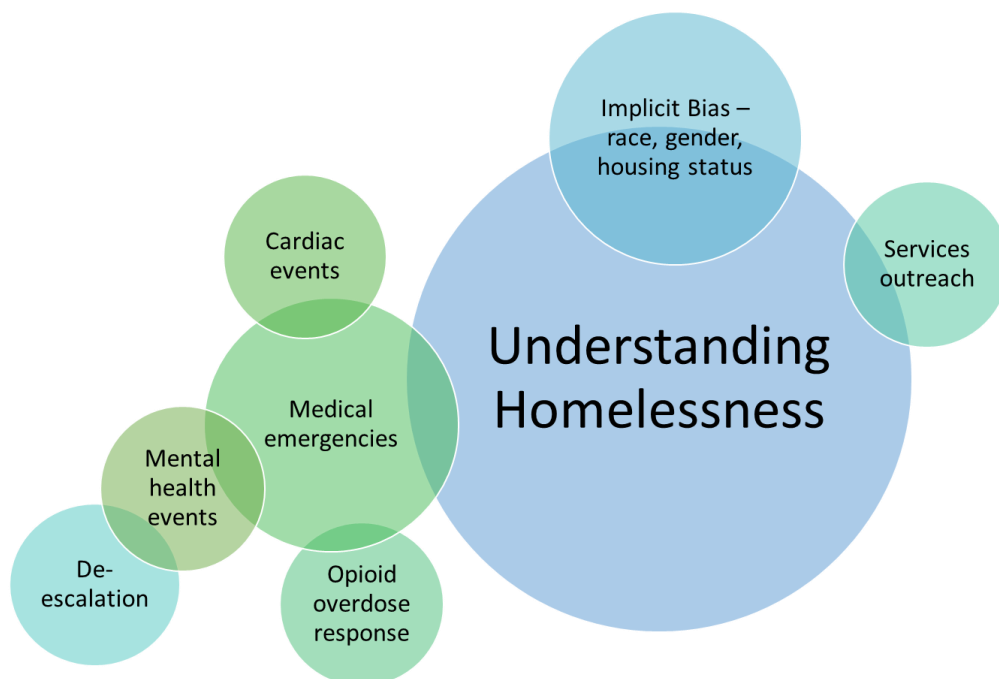 Implicit Bias –
race, gender,
housing status
Cardiac
events
Services
outreach
Understanding
Homelessness
Medical
emergencies
Mental
health
events
De-
escalation
Opioid
overdose
response